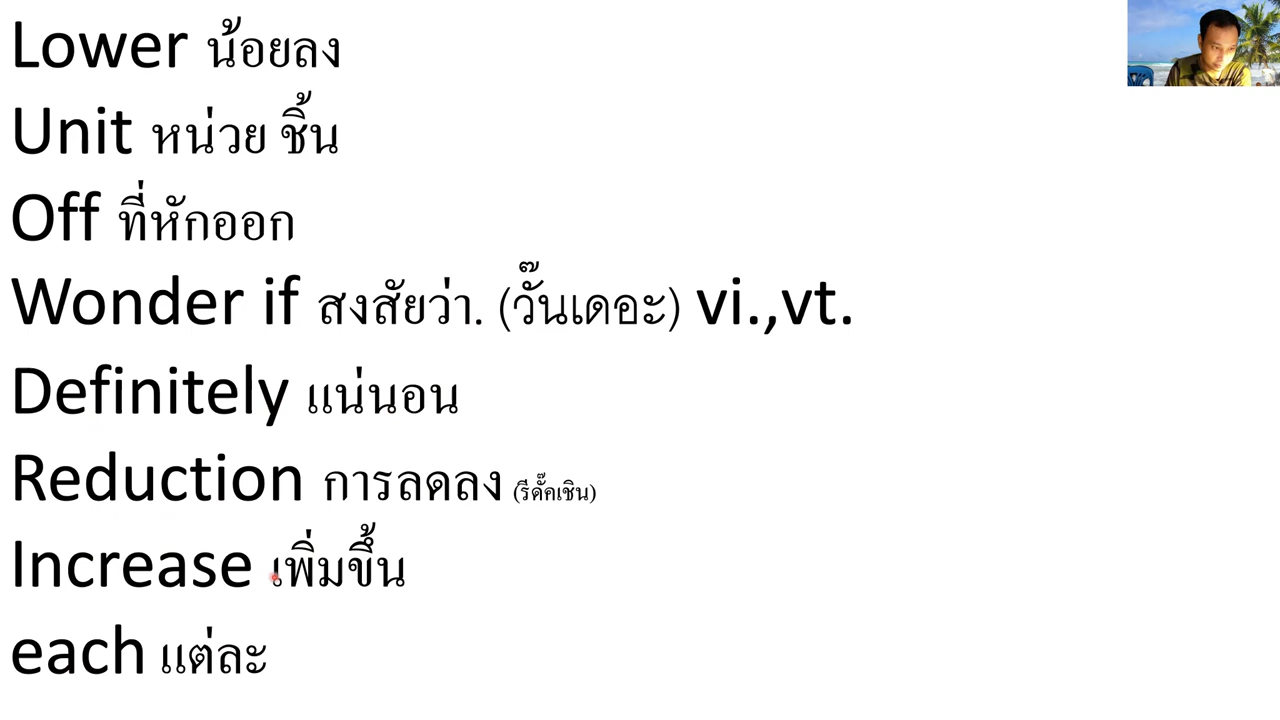 Lower น้อยลง
Unit หน่วย ชิ้น
Off ที่หักออก
Wonder if สงสัยว่า. (วั๊นเดอะ) vi.,vt.
Definitely แน่นอน
Reduction การลดลง (รีดั๊คเชิน)
Increase เพิ่มขึ้น
each แต่ละ